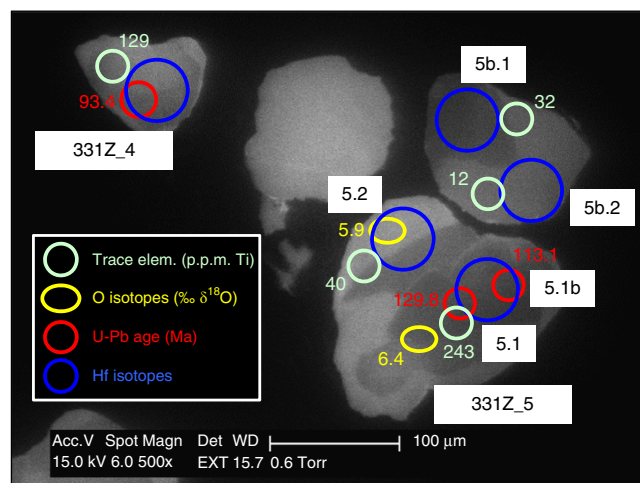 129
93.4
331Z_4
5b.1
32
12
5b.2
5.2
5.9
40
113.1
129.8
5.1b
243
5.1
6.4
331Z_5
Trace elem. (p.p.m. Ti)
O isotopes (‰ δ¹⁸O)
U-Pb age (Ma)
Hf isotopes
Acc.V Spot Magn Det WD
15.0 kV 6.0 500x EXT 15.7 0.6 Torr
100 μm